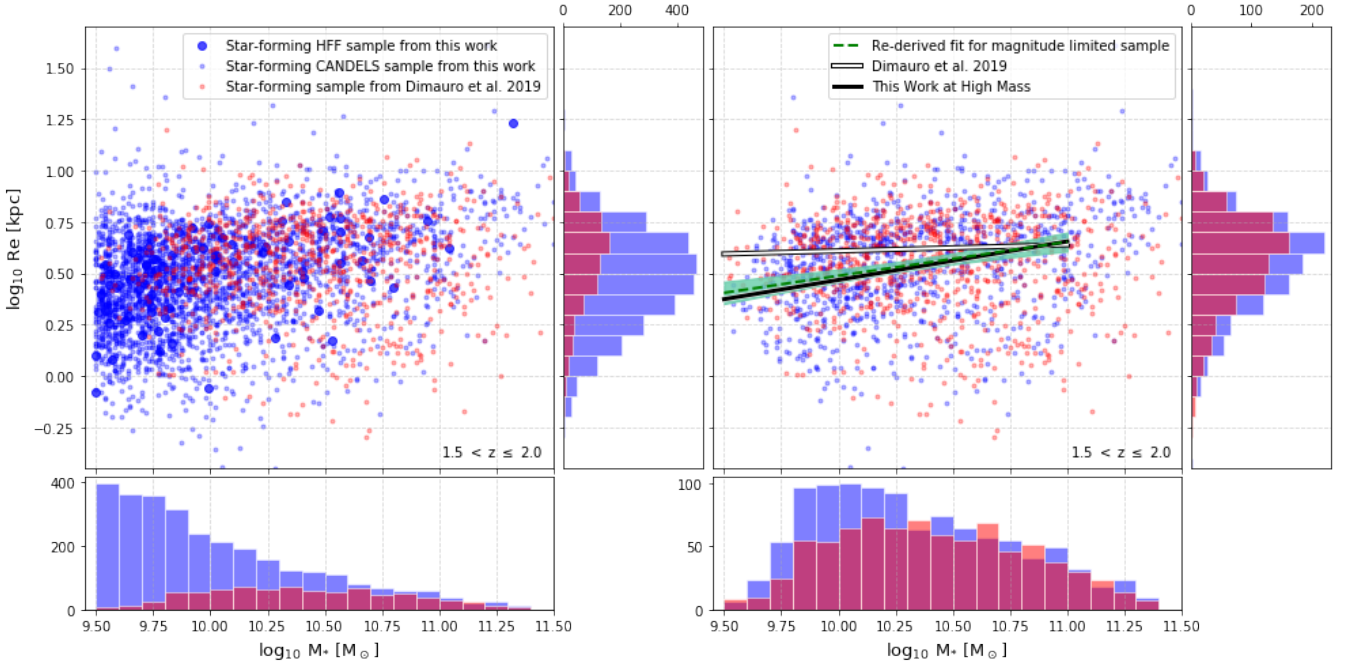 0 200 400
0 100 200
Star-forming HFF sample from this work
Star-forming CANDELS sample from this work
Star-forming sample from Dimauro et al. 2019
Re-derived fit for magnitude limited sample
Dimauro et al. 2019
This Work at High Mass
log₁₀ Re [kpc]
1.50
1.25
1.00
0.75
0.50
0.25
0.00
−0.25
1.5 < z ≤ 2.0
1.5 < z ≤ 2.0
400
200
0
100
50
0
9.50 9.75 10.00 10.25 10.50 10.75 11.00 11.25 11.50
9.50 9.75 10.00 10.25 10.50 10.75 11.00 11.25 11.50
log₁₀ M* [M⊙]
log₁₀ M* [M⊙]